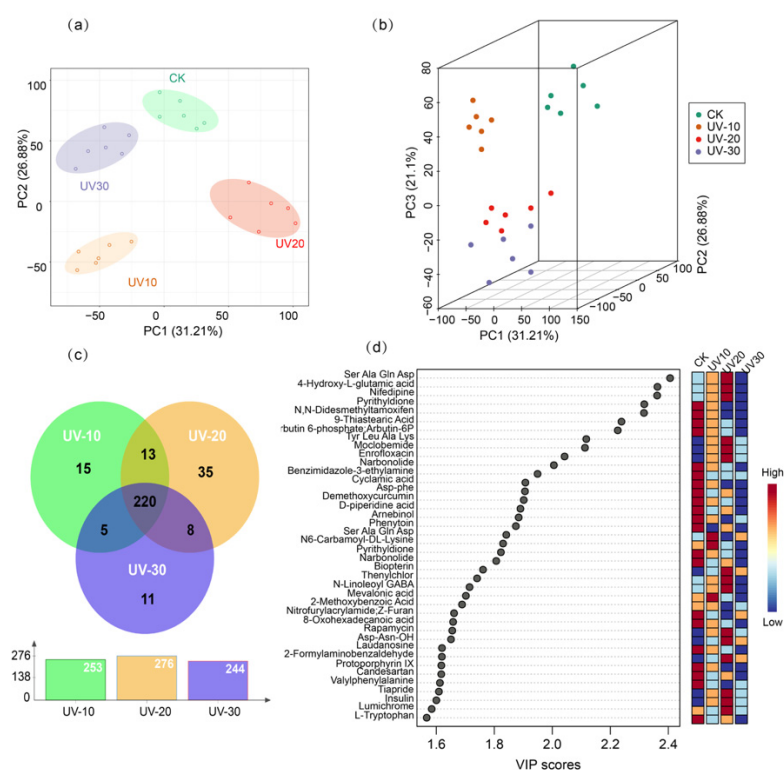 (a)
CK
UV30
UV20
UV10
100
50
0
−50
PC2 (26.88%)
−50
0
50
100
PC1 (31.21%)
(b)
80
60
40
20
0
−20
−40
−60
PC3 (21.1%)
−100
−50
0
50
100
150
PC1 (31.21%)
−100
−50
0
50
100
PC2 (26.88%)
CK
UV-10
UV-20
UV-30
(c)
UV-10
UV-20
13
15
35
220
5
8
UV-30
11
276
138
0
253
276
244
UV-10
UV-20
UV-30
(d)
CK
UV10
UV20
UV30
Ser Ala Gln Asp
4-Hydroxy-L-glutamic acid
Nifedipine
Pyrithyldione
N,N-Didesmethyltamoxifen
9-Thiastearic Acid
rbutin 6-phosphate;Arbutin-6P
Tyr Leu Ala Lys
Moclobemide
Enrofloxacin
Narbonolide
Benzimidazole-3-ethylamine
Cyclamic acid
Asp-phe
Demethoxycurcumin
D-piperidine acid
Arnebinol
Phenytoin
Ser Ala Gln Asp
N6-Carbamoyl-DL-Lysine
Pyrithyldione
Narbonolide
Biopterin
Thenylchlor
N-Linoleoyl GABA
Mevalonic acid
2-Methoxybenzoic Acid
Nitrofurylacrylamide;Z-Furan
8-Oxohexadecanoic acid
Rapamycin
Asp-Asn-OH
Laudanosine
2-Formylaminobenzaldehyde
Protoporphyrin IX
Candesartan
Valylphenylalanine
Tiapride
Insulin
Lumichrome
L-Tryptophan
1.6
1.8
2.0
2.2
2.4
VIP scores
High
Low